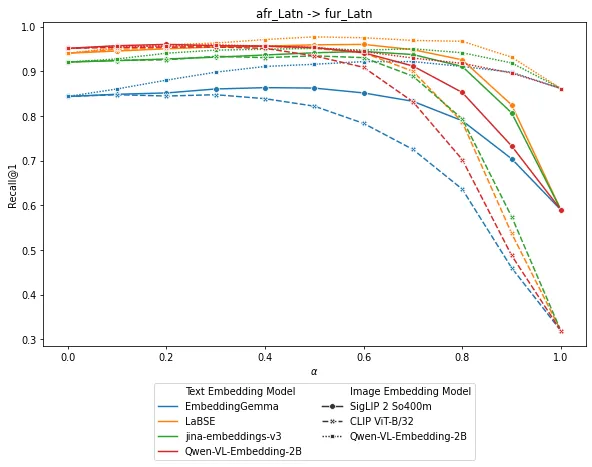 afr_Latn -> fur_Latn
Recall@1
1.0
0.9
0.8
0.7
0.6
0.5
0.4
0.3
0.0 0.2 0.4 0.6 0.8 1.0
α
Text Embedding Model Image Embedding Model
EmbeddingGemma SigLIP 2 So400m
LaBSE CLIP ViT-B/32
jina-embeddings-v3 Qwen-VL-Embedding-2B
Qwen-VL-Embedding-2B